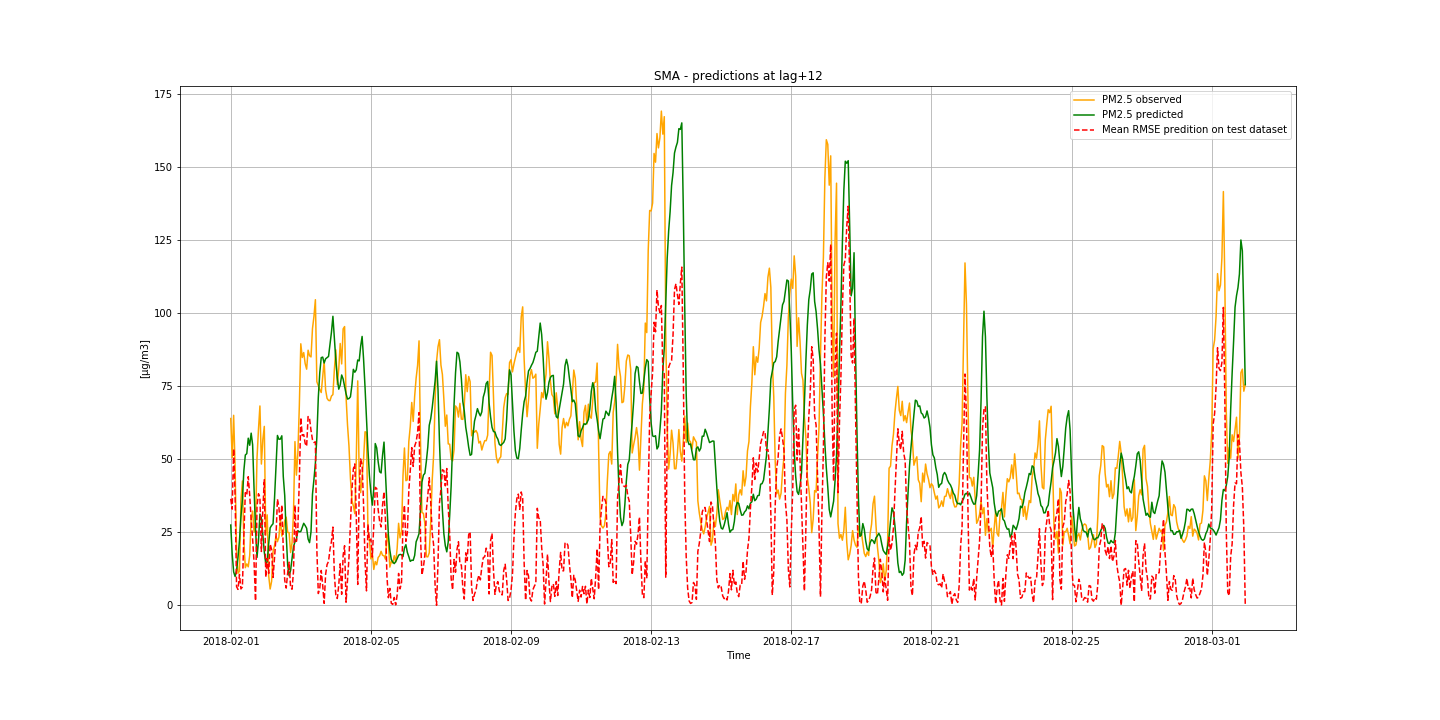 SMA - predictions at lag+12
PM2.5 observed
PM2.5 predicted
Mean RMSE predition on test dataset
175
150
125
100
75
50
25
0
[µg/m3]
2018-02-01 2018-02-05 2018-02-09 2018-02-13 2018-02-17 2018-02-21 2018-02-25 2018-03-01
Time